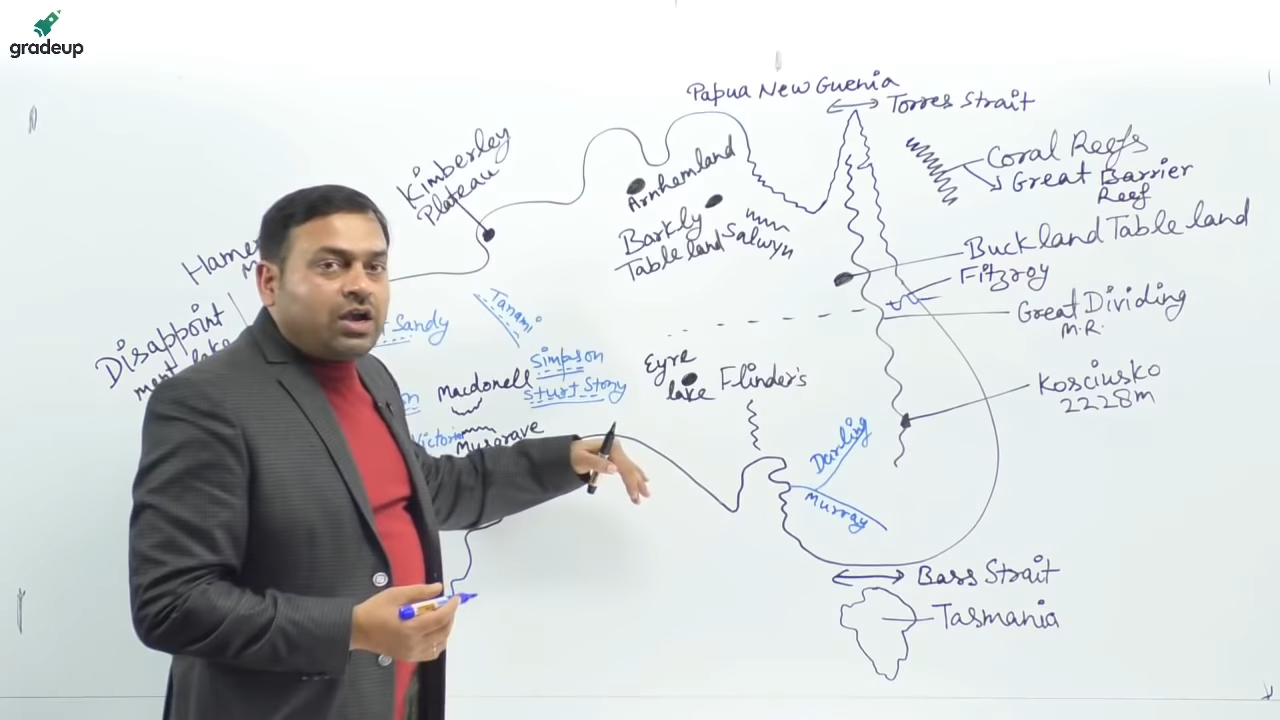 gradeup
Papua New Guenia
Torres Strait
Coral Reefs
Great Barrier
Reef
Kimberley
Plateau
Arnhemland
Barkly
Table land
Salwyn
Buckland Table land
Fitzroy
Great Dividing
M.R.
Disappoint
Sandy
Tanami
Simpson
Sturt Stony
Macdonell
Victoria
Musgrave
Eyre
lake
Flinder's
Kosciusko
2228m
Darling
Murray
Bass Strait
Tasmania